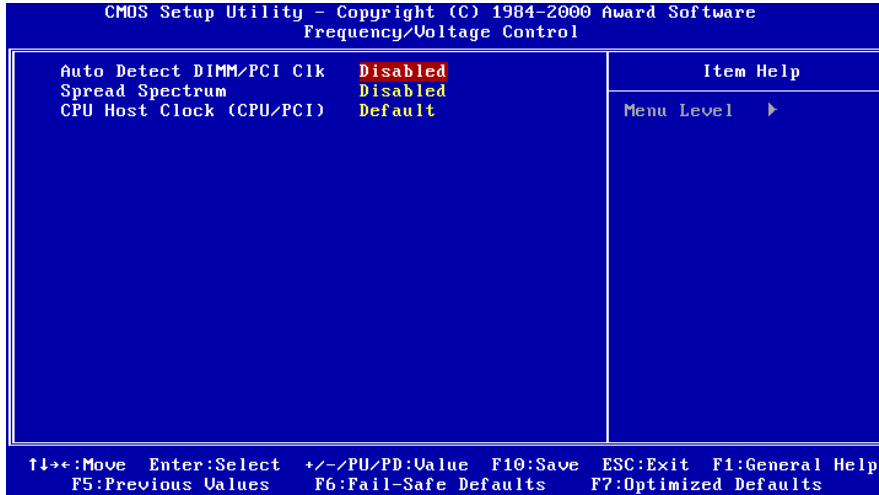 CMOS Setup Utility – Copyright (C) 1984-2000 Award Software
Frequency/Voltage Control
Auto Detect DIMM/PCI Clk Disabled
Spread Spectrum Disabled
CPU Host Clock (CPU/PCI) Default
Item Help
Menu Level ▶
↑↓→←:Move Enter:Select +/-/PU/PD:Value F10:Save ESC:Exit F1:General Help
F5:Previous Values F6:Fail-Safe Defaults F7:Optimized Defaults